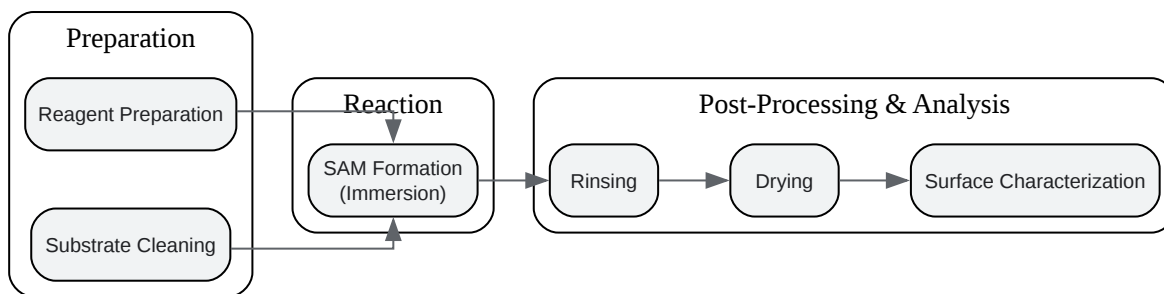 Preparation
Reagent Preparation
Substrate Cleaning
Reaction
SAM Formation
(Immersion)
Post-Processing & Analysis
Rinsing
Drying
Surface Characterization